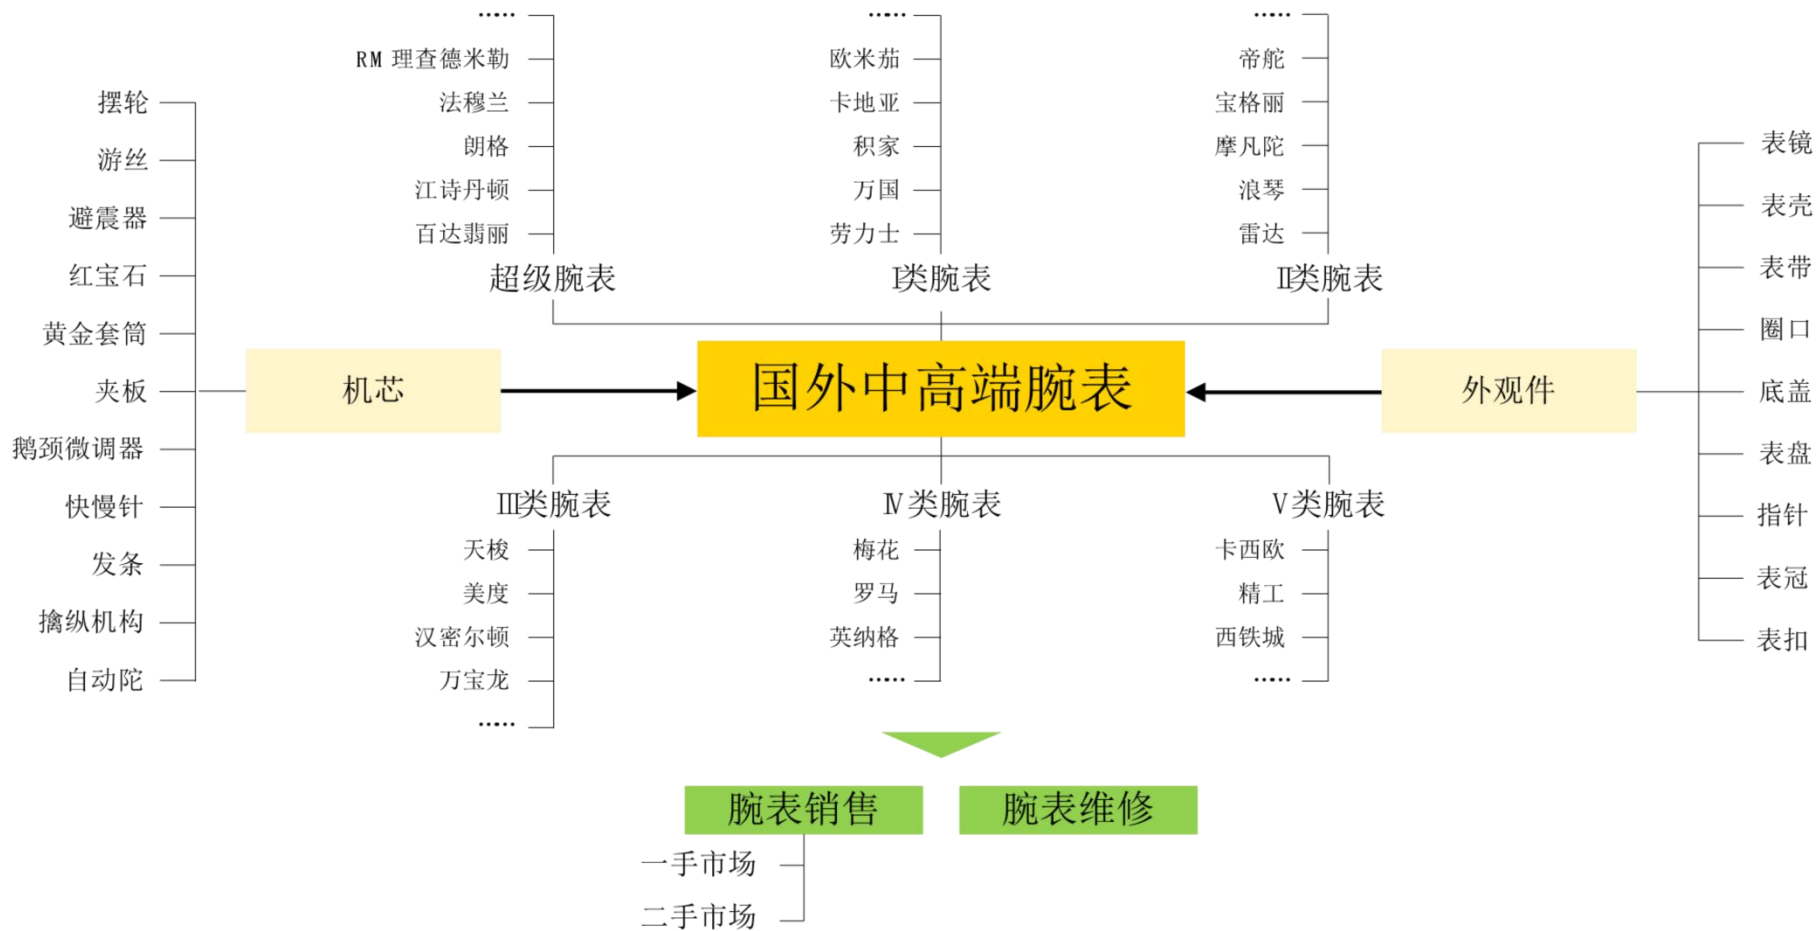 摆轮
游丝
避震器
红宝石
黄金套筒
夹板
鹅颈微调器
快慢针
发条
擒纵机构
自动陀
机芯
·····
RM 理查德米勒
法穆兰
朗格
江诗丹顿
百达翡丽
超级腕表
·····
欧米茄
卡地亚
积家
万国
劳力士
I类腕表
·····
帝舵
宝格丽
摩凡陀
浪琴
雷达
II类腕表
国外中高端腕表
III类腕表
天梭
美度
汉密尔顿
万宝龙
·····
IV类腕表
梅花
罗马
英纳格
·····
V类腕表
卡西欧
精工
西铁城
·····
外观件
表镜
表壳
表带
圈口
底盖
表盘
指针
表冠
表扣
腕表销售
一手市场
二手市场
腕表维修